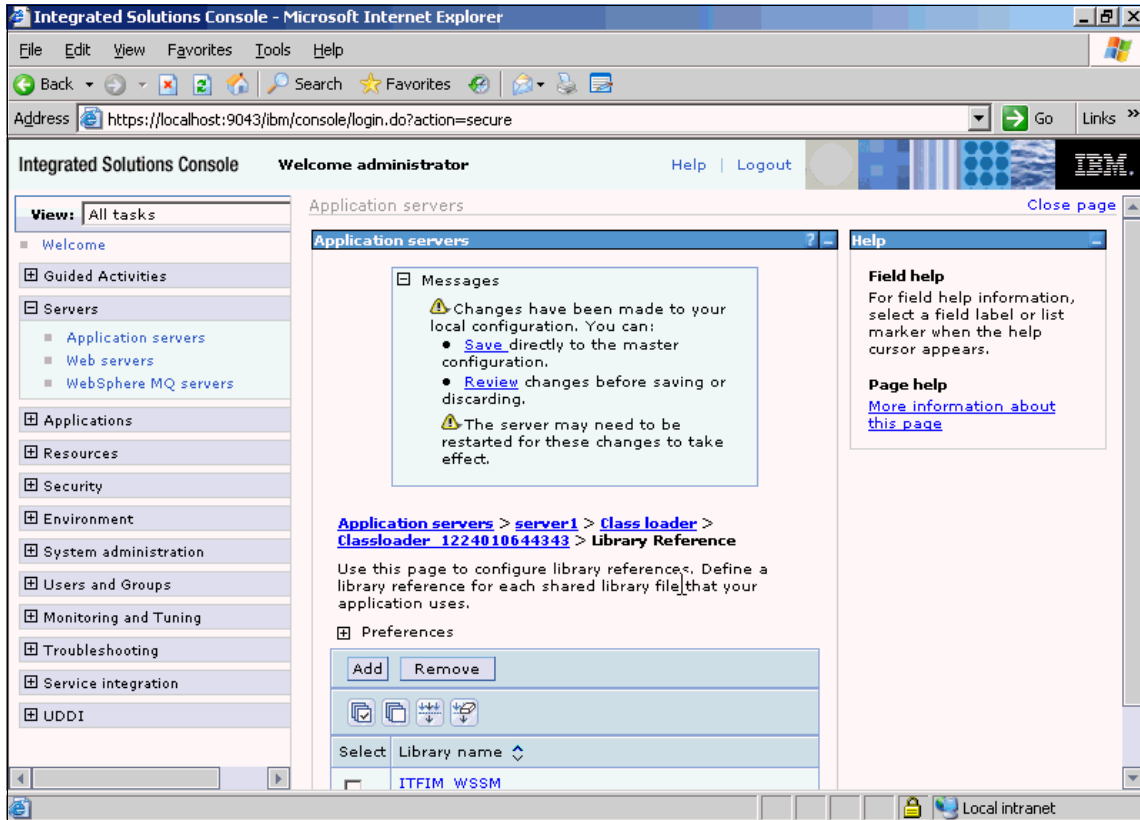 Integrated Solutions Console - Microsoft Internet Explorer
File Edit View Favorites Tools Help
Back Search Favorites
Address https://localhost:9043/ibm/console/login.do?action=secure Go Links »
Integrated Solutions Console Welcome administrator Help | Logout IBM.
View: All tasks
Welcome
Guided Activities
Servers
Application servers
Web servers
WebSphere MQ servers
Applications
Resources
Security
Environment
System administration
Users and Groups
Monitoring and Tuning
Troubleshooting
Service integration
UDDI
Application servers Close page
Application servers ? -
Messages
Changes have been made to your
local configuration. You can:
• Save directly to the master
configuration.
• Review changes before saving or
discarding.
The server may need to be
restarted for these changes to take
effect.
Application servers > server1 > Class loader >
Classloader_1224010644343 > Library Reference
Use this page to configure library references. Define a
library reference for each shared library file that your
application uses.
Preferences
Add Remove
Select Library name
ITFIM WSSM
Help
Field help
For field help information,
select a field label or list
marker when the help
cursor appears.
Page help
More information about
this page
Local intranet